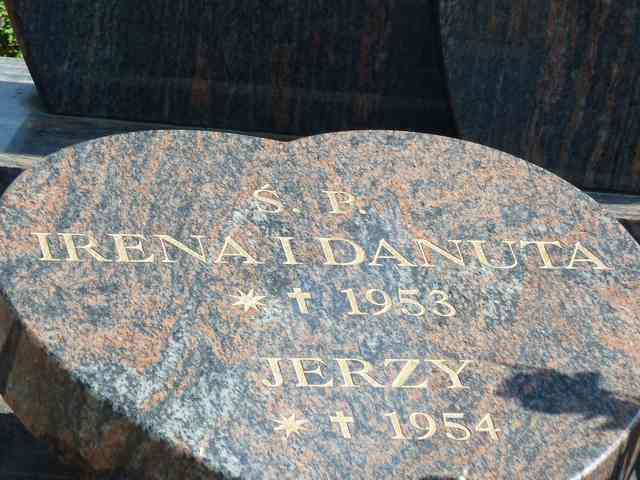 Ś. P.
IRENA I DANUTA
* ✝ 1953
JERZY
* ✝ 1954